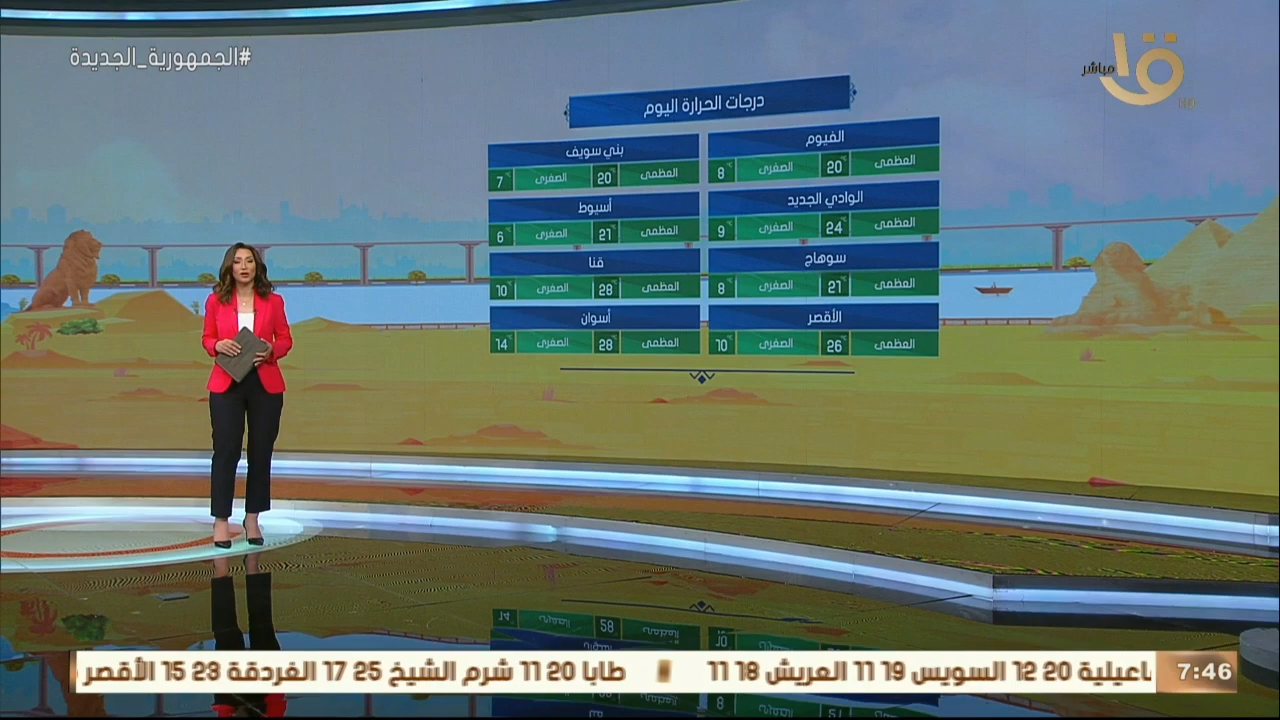 #الجمهورية_الجديدة
مباشر
درجات الحرارة اليوم
الفيوم
العظمى 20°c الصغرى 8°c
بني سويف
العظمى 20°c الصغرى 7°c
الوادي الجديد
العظمى 24°c الصغرى 9°c
أسيوط
العظمى 21°c الصغرى 6°c
سوهاج
العظمى 21°c الصغرى 8°c
قنا
العظمى 28°c الصغرى 10°c
الأقصر
العظمى 26°c الصغرى 10°c
أسوان
العظمى 28°c الصغرى 14°c
7:46
اعيلية 20 12 السويس 19 11 العريش 18 11 طابا 20 11 شرم الشيخ 25 17 الغردقة 23 15 الأقصر